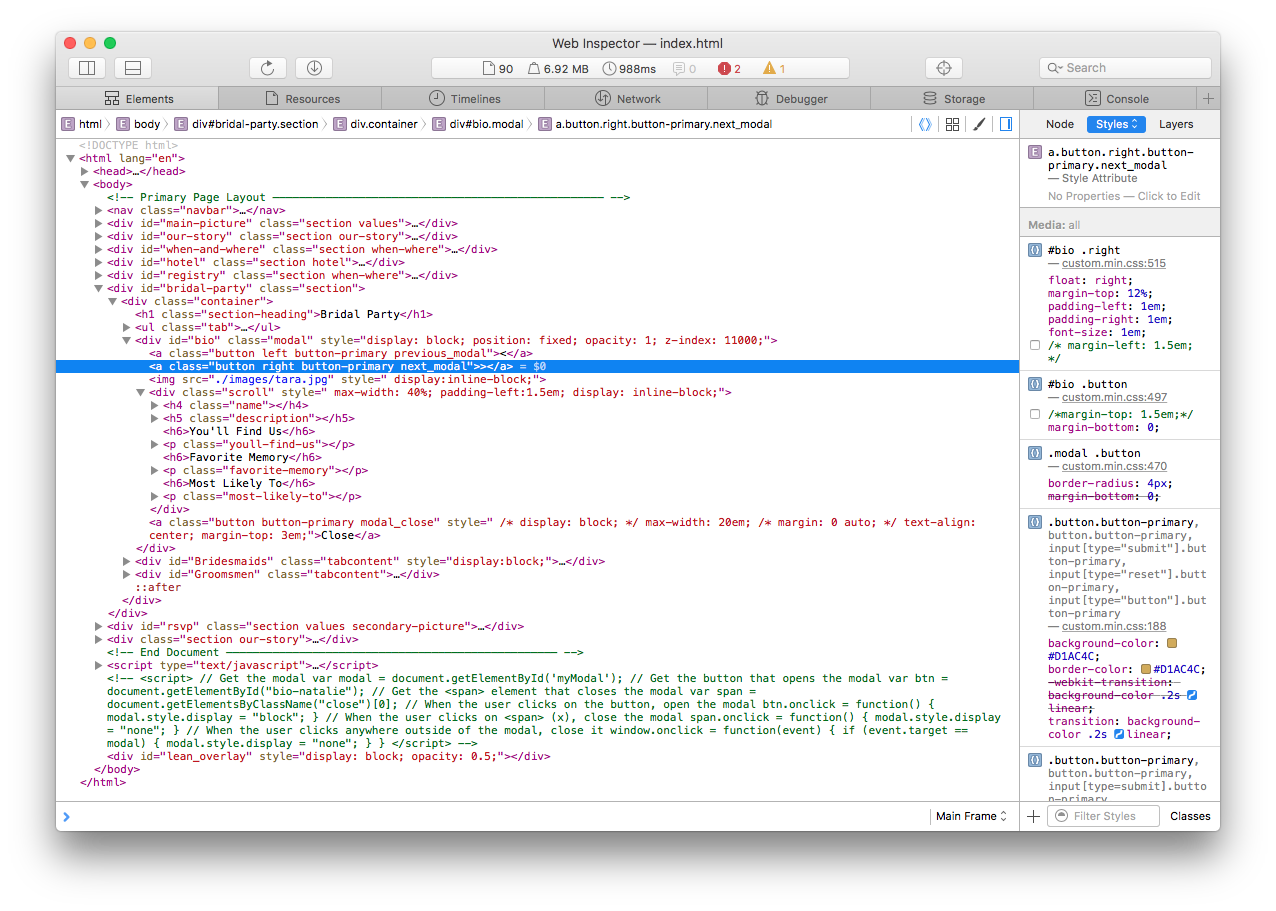 Web Inspector — index.html
90 6.92 MB 988ms 0 2 1
Search
Elements Resources Timelines Network Debugger Storage Console
E html E body E div#bridal-party.section E div.container E div#bio.modal E a.button.right.button-primary.next_modal
Node Styles Layers
<!DOCTYPE html>
<html lang="en">
<head>…</head>
<body>
<!-- Primary Page Layout –––––––––––––––––––––––––––––––––––––––––––––––––– -->
<nav class="navbar">…</nav>
<div id="main-picture" class="section values">…</div>
<div id="our-story" class="section our-story">…</div>
<div id="when-and-where" class="section when-where">…</div>
<div id="hotel" class="section hotel">…</div>
<div id="registry" class="section when-where">…</div>
<div id="bridal-party" class="section">
<div class="container">
<h1 class="section-heading">Bridal Party</h1>
<ul class="tab">…</ul>
<div id="bio" class="modal" style="display: block; position: fixed; opacity: 1; z-index: 11000;">
<a class="button left button-primary previous_modal"><</a>
<a class="button right button-primary next_modal">></a> = $0
<img src="./images/tara.jpg" style=" display:inline-block;">
<div class="scroll" style=" max-width: 40%; padding-left:1.5em; display: inline-block;">
<h4 class="name"></h4>
<h5 class="description"></h5>
<h6>You'll Find Us</h6>
<p class="youll-find-us"></p>
<h6>Favorite Memory</h6>
<p class="favorite-memory"></p>
<h6>Most Likely To</h6>
<p class="most-likely-to"></p>
</div>
<a class="button button-primary modal_close" style=" /* display: block; */ max-width: 20em; /* margin: 0 auto; */ text-align:
center; margin-top: 3em;">Close</a>
</div>
<div id="Bridesmaids" class="tabcontent" style="display:block;">…</div>
<div id="Groomsmen" class="tabcontent">…</div>
::after
</div>
</div>
<div id="rsvp" class="section values secondary-picture">…</div>
<div class="section our-story">…</div>
<!-- End Document –––––––––––––––––––––––––––––––––––––––––––––––––– -->
<script type="text/javascript">…</script>
<!-- <script> // Get the modal var modal = document.getElementById('myModal'); // Get the button that opens the modal var btn =
document.getElementById("bio-natalie"); // Get the <span> element that closes the modal var span =
document.getElementsByClassName("close")[0]; // When the user clicks on the button, open the modal btn.onclick = function() {
modal.style.display = "block"; } // When the user clicks on <span> (x), close the modal span.onclick = function() { modal.style.display
= "none"; } // When the user clicks anywhere outside of the modal, close it window.onclick = function(event) { if (event.target ==
modal) { modal.style.display = "none"; } } </script> -->
<div id="lean_overlay" style="display: block; opacity: 0.5;"></div>
</body>
</html>
Main Frame
E a.button.right.button-
primary.next_modal
— Style Attribute
No Properties — Click to Edit
Media: all
#bio .right
— custom.min.css:515
float: right;
margin-top: 12%;
padding-left: 1em;
padding-right: 1em;
font-size: 1em;
/* margin-left: 1.5em;
*/
#bio .button
— custom.min.css:497
/*margin-top: 1.5em;*/
margin-bottom: 0;
.modal .button
— custom.min.css:470
border-radius: 4px;
margin-bottom: 0;
.button.button-primary,
button.button-primary,
input[type="submit"].but
ton-primary,
input[type="reset"].butt
on-primary,
input[type="button"].but
ton-primary
— custom.min.css:188
background-color:
#D1AC4C;
border-color: #D1AC4C;
-webkit-transition:
background-color .2s
linear;
transition: background-
color .2s linear;
.button.button-primary,
button.button-primary,
input[type=submit].butto
n-primary,
Filter Styles Classes